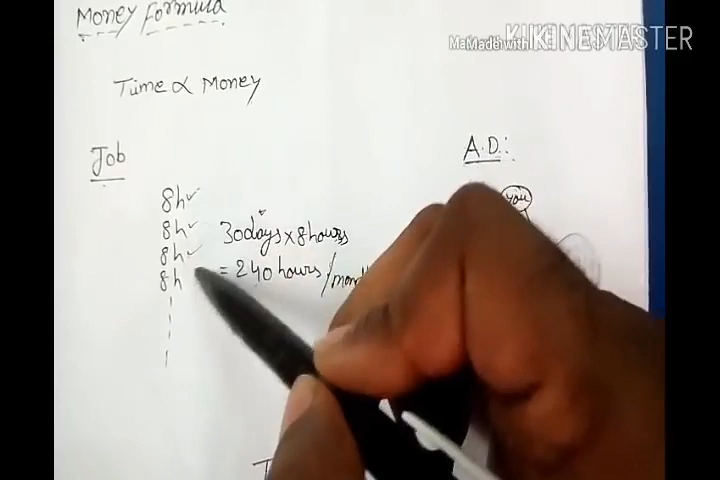 Money Formula
Made with KINEMASTER
Time ∝ Money
Job
A.D:
8h✓
you
8h✓ 30days×8hours
8h✓
8h = 240 hours/month